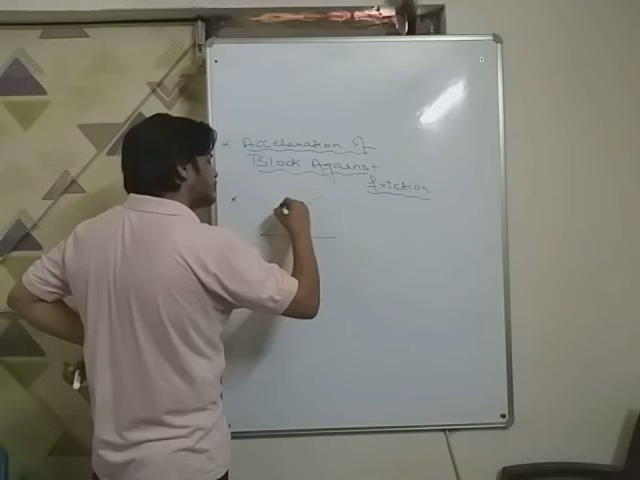 * Acceleration of
Block Against
friction
*